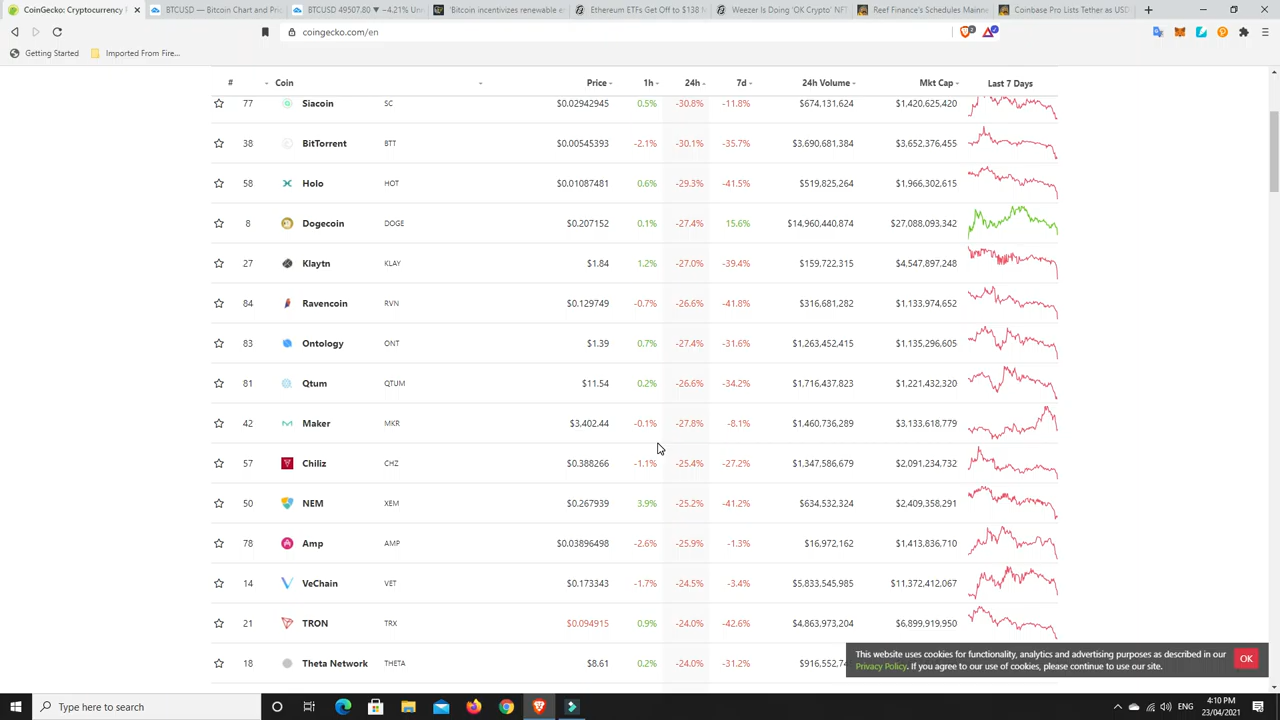 CoinGecko: Cryptocurrency P
BTCUSD — Bitcoin Chart and Pric
BTCUSD 49507.80 ▼ −4.21% Unn
'Bitcoin incentivizes renewable e
Ethereum ETFs Get Off to $138 M
Weezer Is Doing 'OK Crypto' NF
Reef Finance's Schedules Mainne
Coinbase Pro Lists Tether as USD
coingecko.com/en
Getting Started Imported From Fire...
# Coin Price 1h 24h 7d 24h Volume Mkt Cap Last 7 Days
77 Siacoin SC $0.02942945 0.5% -30.8% -11.8% $674,131,624 $1,420,625,420
38 BitTorrent BTT $0.00545393 -2.1% -30.1% -35.7% $3,690,681,384 $3,652,376,455
58 Holo HOT $0.01087481 0.6% -29.3% -41.5% $519,825,264 $1,966,302,615
8 Dogecoin DOGE $0.207152 0.1% -27.4% 15.6% $14,960,440,874 $27,088,093,342
27 Klaytn KLAY $1.84 1.2% -27.0% -39.4% $159,722,315 $4,547,897,248
84 Ravencoin RVN $0.129749 -0.7% -26.6% -41.8% $316,681,282 $1,133,974,652
83 Ontology ONT $1.39 0.7% -27.4% -31.6% $1,263,452,415 $1,135,296,605
81 Qtum QTUM $11.54 0.2% -26.6% -34.2% $1,716,437,823 $1,221,432,320
42 Maker MKR $3,402.44 -0.1% -27.8% -8.1% $1,460,736,289 $3,133,618,779
57 Chiliz CHZ $0.388266 -1.1% -25.4% -27.2% $1,347,586,679 $2,091,234,732
50 NEM XEM $0.267939 3.9% -25.2% -41.2% $634,532,324 $2,409,358,291
78 Amp AMP $0.03896498 -2.6% -25.9% -1.3% $16,972,162 $1,413,836,710
14 VeChain VET $0.173343 -1.7% -24.5% -3.4% $5,833,545,985 $11,372,412,067
21 TRON TRX $0.094915 0.9% -24.0% -42.6% $4,863,973,204 $6,899,919,950
18 Theta Network THETA $8.61 0.2% -24.0% -31.2%
This website uses cookies for functionality, analytics and advertising purposes as described in our
Privacy Policy. If you agree to our use of cookies, please continue to use our site.
OK
Type here to search
ENG
4:10 PM
23/04/2021